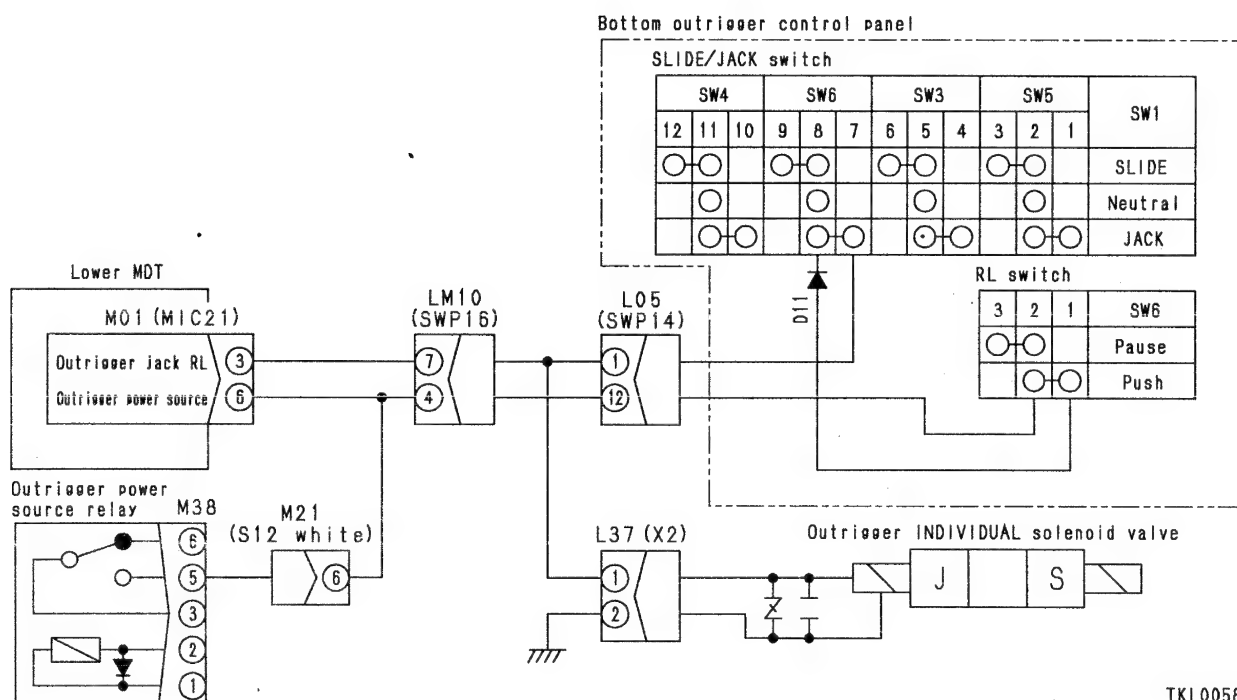 Bottom outrigger control panel
SLIDE/JACK switch
SW4 SW6 SW3 SW5 SW1
12 11 10 9 8 7 6 5 4 3 2 1
SLIDE
Neutral
JACK
RL switch
3 2 1 SW6
Pause
Push
D11
Lower MDT
M01 (MIC21)
Outrigger jack RL 3
Outrigger power source 6
LM10
(SWP16)
7
4
L05
(SWP14)
1
12
Outrigger power
source relay M38
6
5
3
2
1
M21
(S12 white)
6
L37 (X2)
1
2
Outrigger INDIVIDUAL solenoid valve
J S
TKL0058